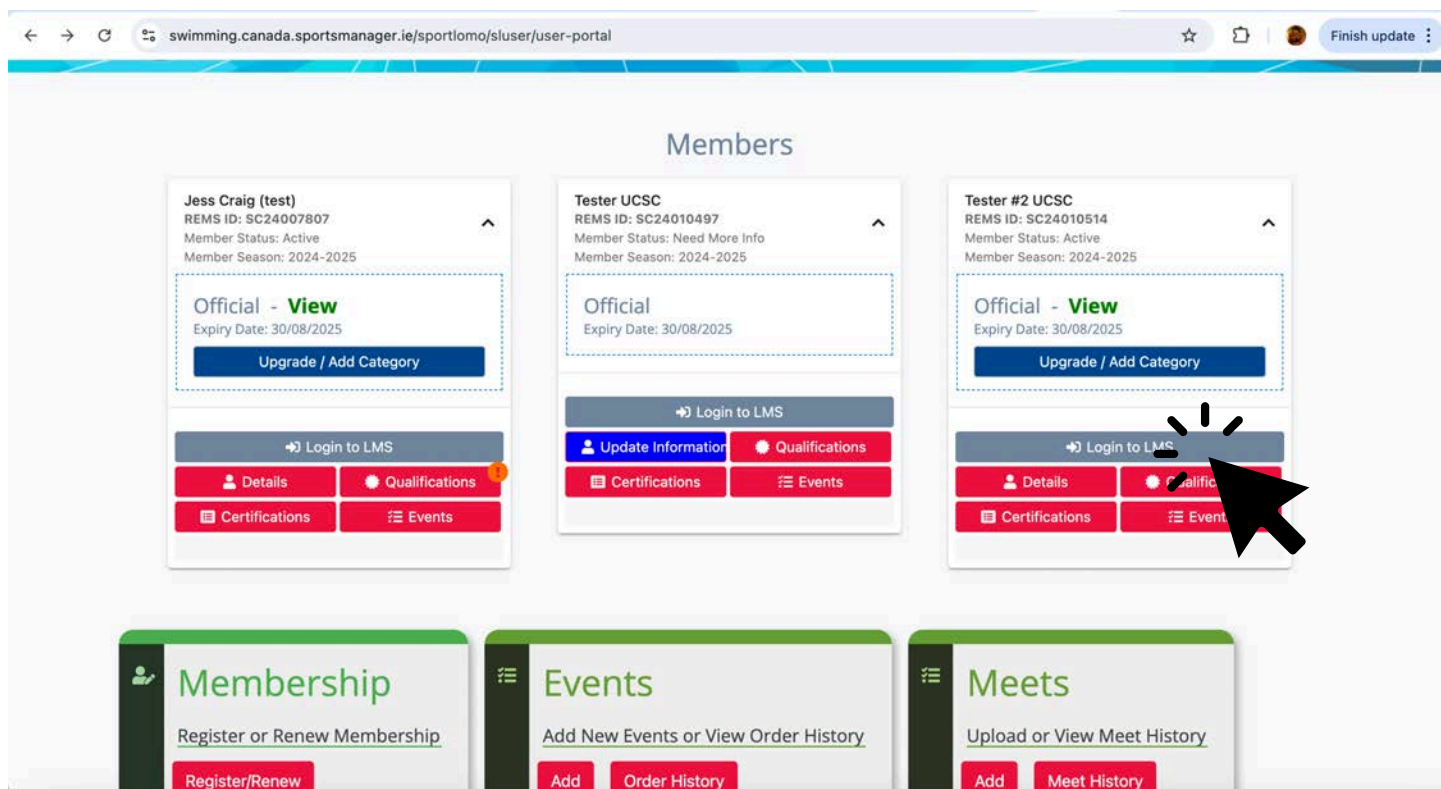 swimming.canada.sportsmanager.ie/sportlomo/sluser/user-portal
Finish update
Members
Jess Craig (test)
REMS ID: SC24007807
Member Status: Active
Member Season: 2024-2025
Official - View
Expiry Date: 30/08/2025
Upgrade / Add Category
Login to LMS
Details
Qualifications
!
Certifications
Events
Tester UCSC
REMS ID: SC24010497
Member Status: Need More Info
Member Season: 2024-2025
Official
Expiry Date: 30/08/2025
Login to LMS
Update Information
Qualifications
Certifications
Events
Tester #2 UCSC
REMS ID: SC24010514
Member Status: Active
Member Season: 2024-2025
Official - View
Expiry Date: 30/08/2025
Upgrade / Add Category
Login to LMS
Details
Certifications
Membership
Register or Renew Membership
Register/Renew
Events
Add New Events or View Order History
Add
Order History
Meets
Upload or View Meet History
Add
Meet History